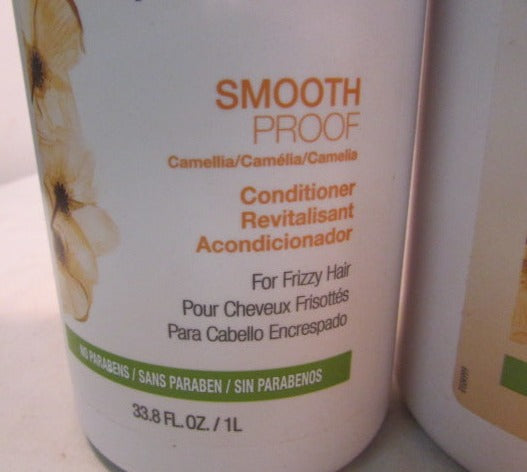 SMOOTH
PROOF
Camellia/Camélia/Camelia
Conditioner
Revitalisant
Acondicionador
For Frizzy Hair
Pour Cheveux Frisottés
Para Cabello Encrespado
NO PARABENS / SANS PARABEN / SIN PARABENOS
33.8 FL. OZ. / 1L